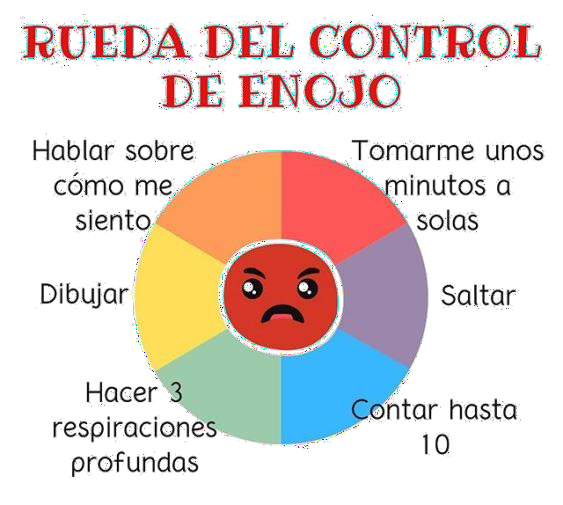 RUEDA DEL CONTROL
DE ENOJO
Hablar sobre
cómo me
siento
Tomarme unos
minutos a
solas
Dibujar
Saltar
Hacer 3
respiraciones
profundas
Contar hasta
10